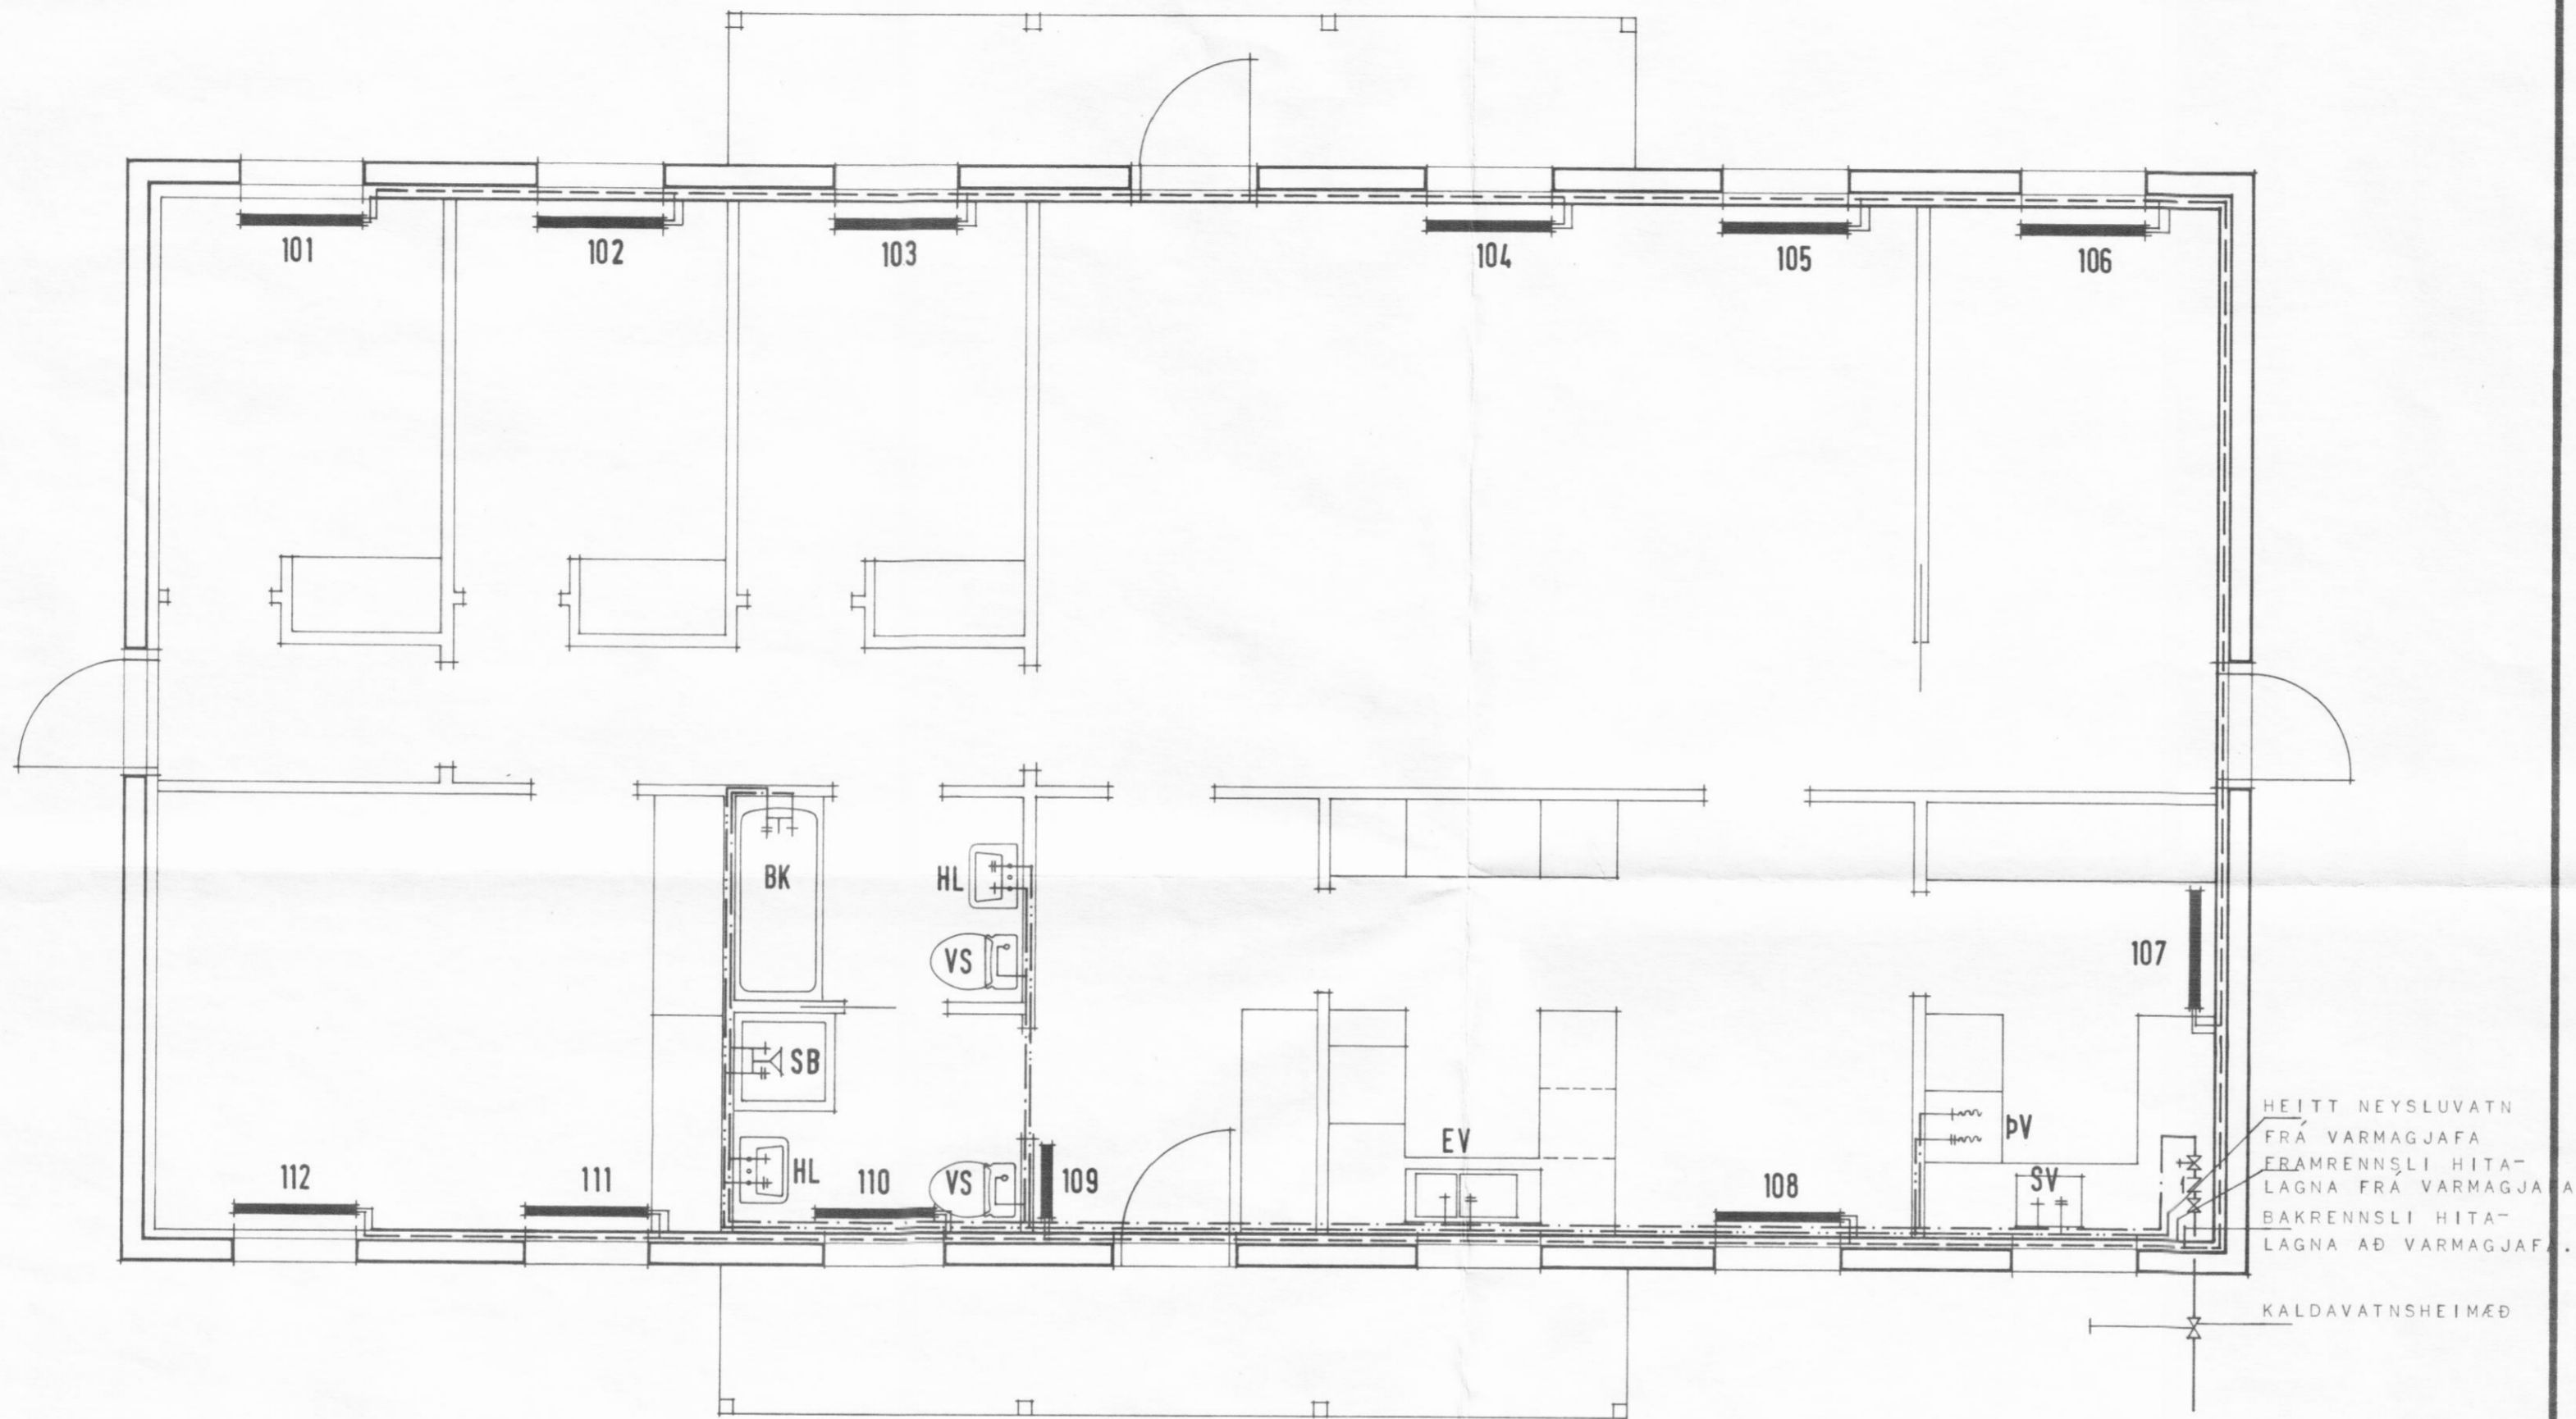 101
102
103
104
105
106
BK
HL
VS
107
SB
HEITT NEYSLUVATN
FRÁ VARMAGJAFA
FRAMRENNSLI HITA-
LAGNA FRÁ VARMAGJAFA
BAKRENNSLI HITA-
LAGNA AÐ VARMAGJAFA.
ÞV
EV
SV
112
111
HL
110
VS
109
108
1
KALDAVATNSHEIMÆÐ